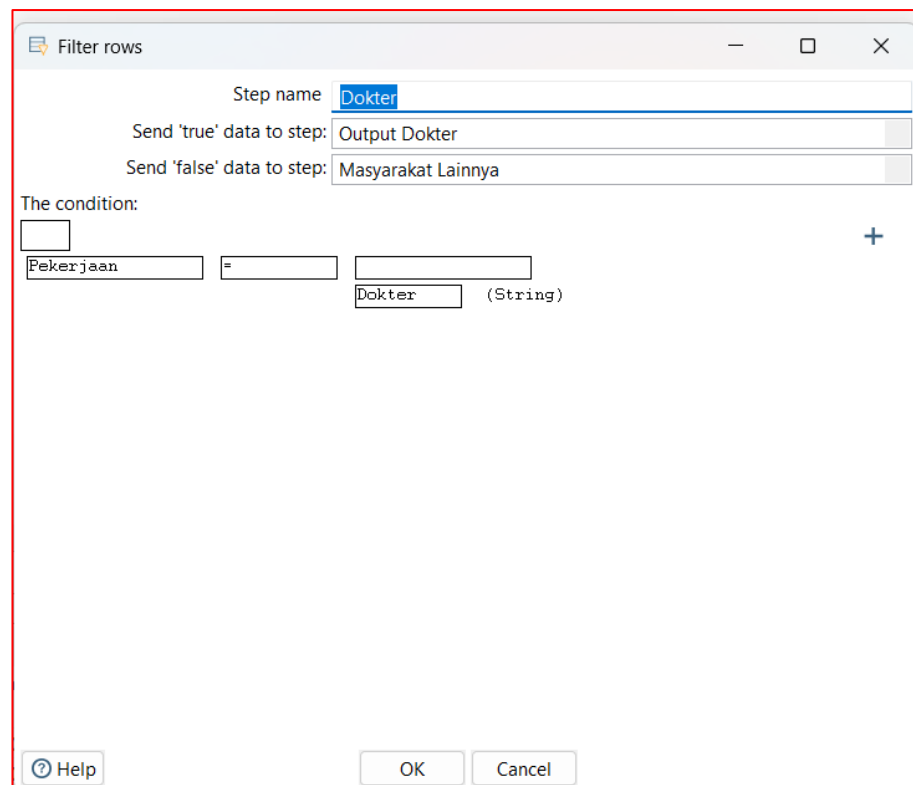 Filter rows
Step name Dokter
Send 'true' data to step: Output Dokter
Send 'false' data to step: Masyarakat Lainnya
The condition:
Pekerjaan =
Dokter (String)
Help OK Cancel